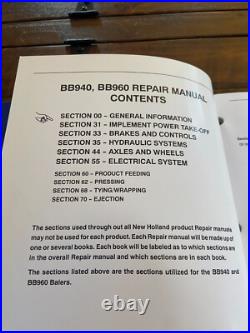 BB940, BB960 REPAIR MANUAL
CONTENTS
SECTION 00 – GENERAL INFORMATION
SECTION 31 – IMPLEMENT POWER TAKE-OFF
SECTION 33 – BRAKES AND CONTROLS
SECTION 35 – HYDRAULIC SYSTEMS
SECTION 44 – AXLES AND WHEELS
SECTION 55 – ELECTRICAL SYSTEM
SECTION 60 – PRODUCT FEEDING
SECTION 62 – PRESSING
SECTION 68 – TYING/WRAPPING
SECTION 70 – EJECTION
The sections used through out all New Holland product Repair manuals
may not be used for each product. Each Repair manual will be made up of
one or several books. Each book will be labeled as to which sections are
in the overall Repair manual and which sections are in each book.
The sections listed above are the sections utilized for the BB940 and
BB960 Balers.